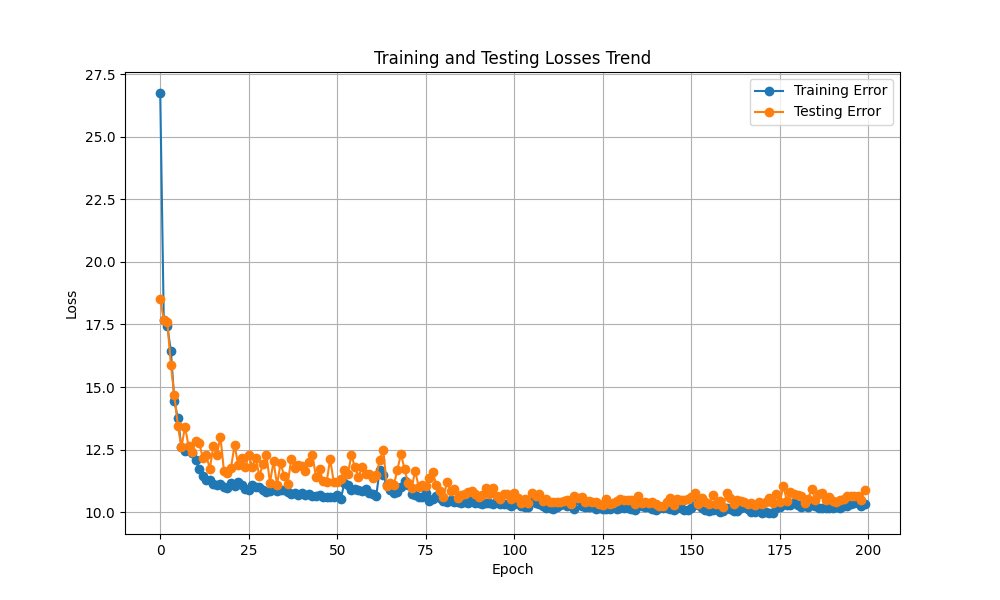 Training and Testing Losses Trend
27.5
25.0
22.5
20.0
17.5
15.0
12.5
10.0
Loss
Training Error
Testing Error
0 25 50 75 100 125 150 175 200
Epoch